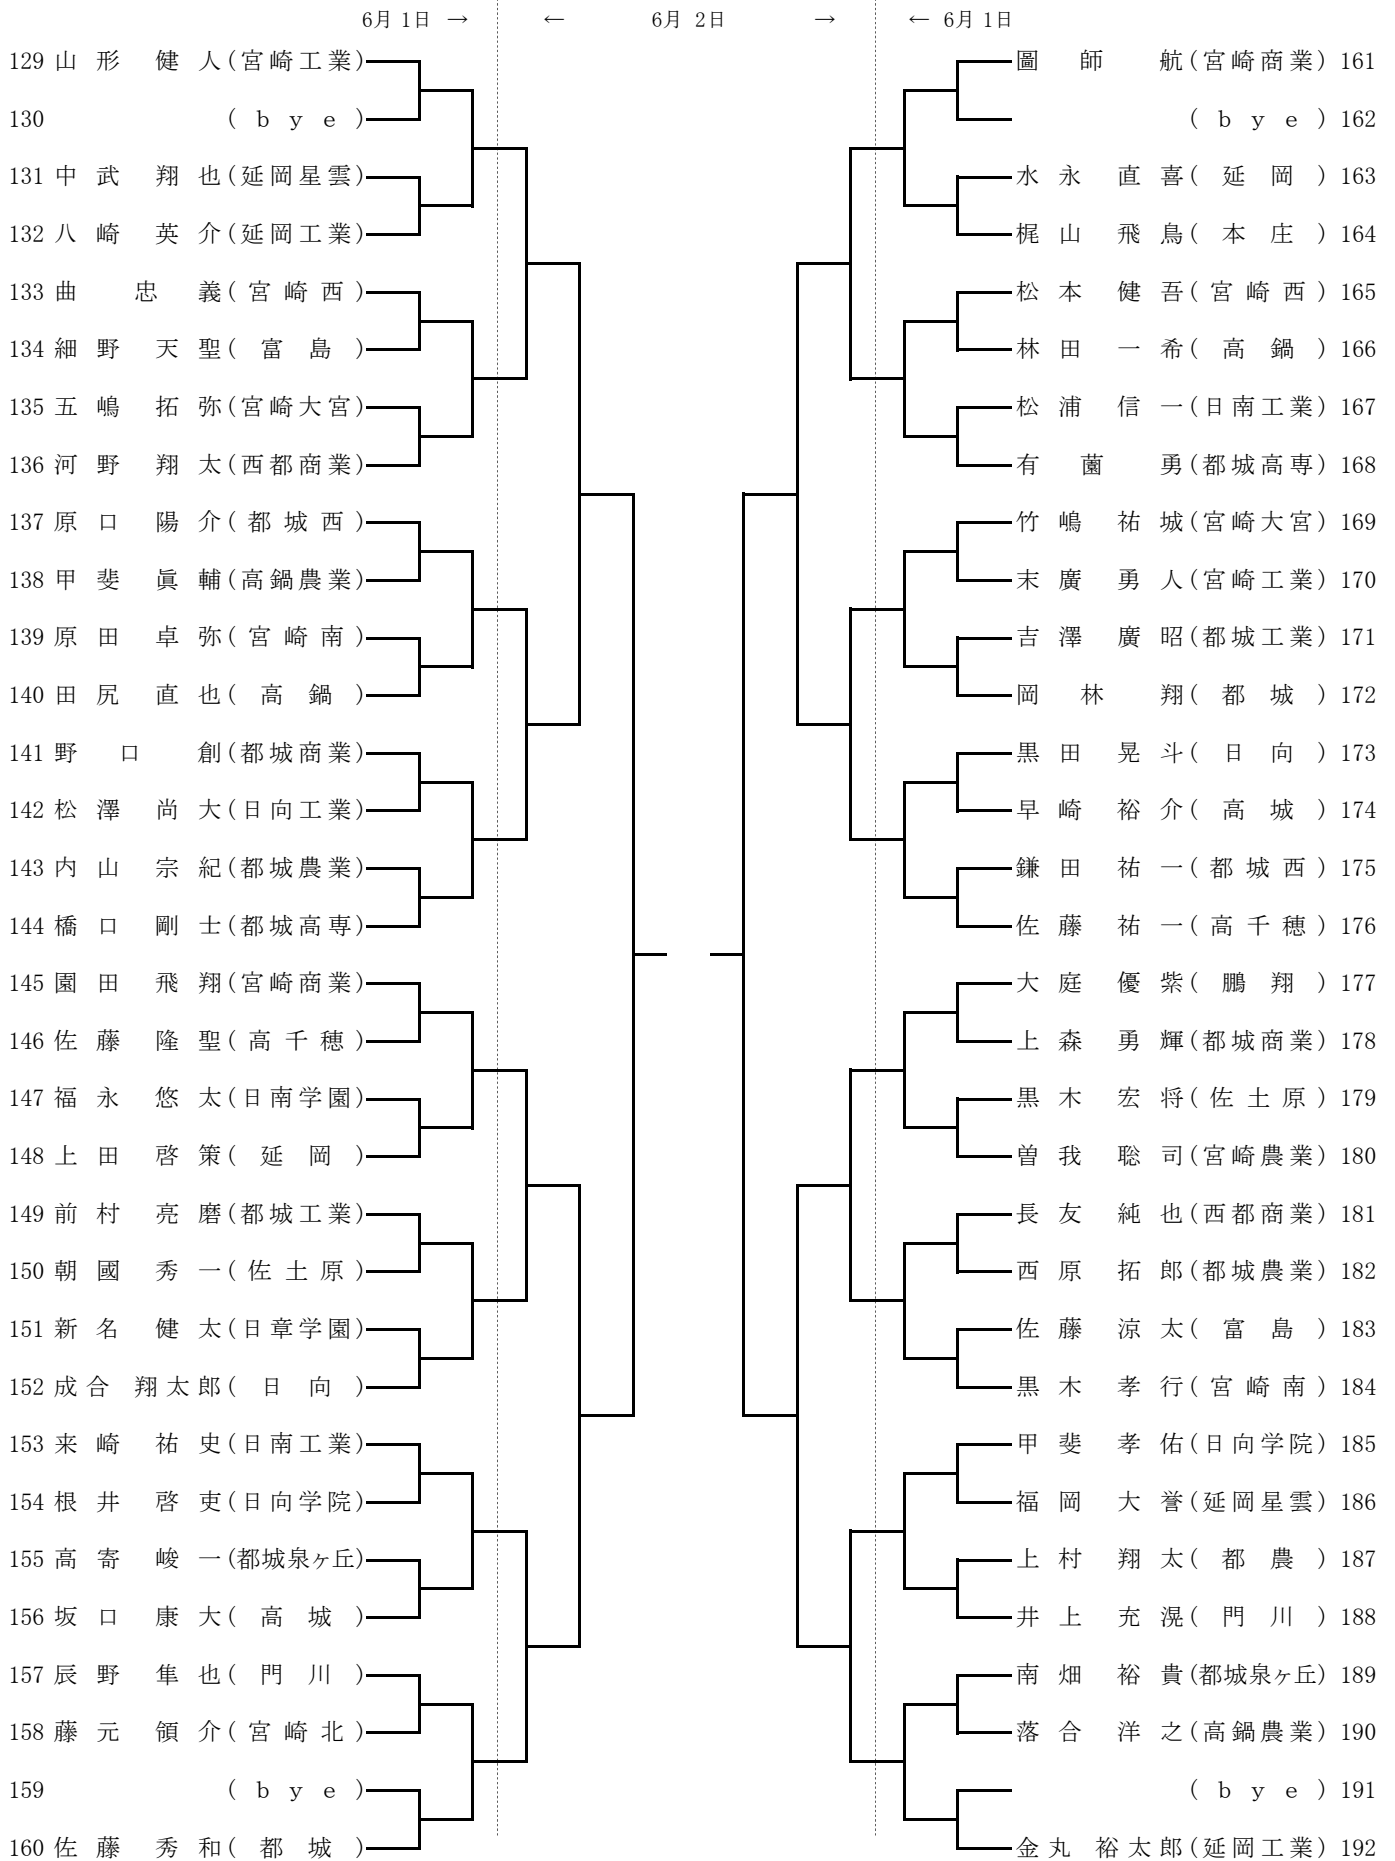 6月 1日 → ← 6月 2日 → ← 6月 1日
129 山形 健人(宮崎工業) 圖師 航(宮崎商業) 161
130 (bye) (bye) 162
131 中武 翔也(延岡星雲) 水永 直喜(延岡) 163
132 八崎 英介(延岡工業) 梶山 飛鳥(本庄) 164
133 曲 忠義(宮崎西) 松本 健吾(宮崎西) 165
134 細野 天聖(富島) 林田 一希(高鍋) 166
135 五嶋 拓弥(宮崎大宮) 松浦 信一(日南工業) 167
136 河野 翔太(西都商業) 有薗 勇(都城高専) 168
137 原口 陽介(都城西) 竹嶋 祐城(宮崎大宮) 169
138 甲斐 眞輔(高鍋農業) 末廣 勇人(宮崎工業) 170
139 原田 卓弥(宮崎南) 吉澤 廣昭(都城工業) 171
140 田尻 直也(高鍋) 岡林 翔(都城) 172
141 野口 創(都城商業) 黒田 晃斗(日向) 173
142 松澤 尚大(日向工業) 早崎 裕介(高城) 174
143 内山 宗紀(都城農業) 鎌田 祐一(都城西) 175
144 橋口 剛士(都城高専) 佐藤 祐一(高千穂) 176
145 園田 飛翔(宮崎商業) 大庭 優紫(鵬翔) 177
146 佐藤 隆聖(高千穂) 上森 勇輝(都城商業) 178
147 福永 悠太(日南学園) 黒木 宏将(佐土原) 179
148 上田 啓策(延岡) 曽我 聡司(宮崎農業) 180
149 前村 亮磨(都城工業) 長友 純也(西都商業) 181
150 朝國 秀一(佐土原) 西原 拓郎(都城農業) 182
151 新名 健太(日章学園) 佐藤 涼太(富島) 183
152 成合 翔太郎(日向) 黒木 孝行(宮崎南) 184
153 来崎 祐史(日南工業) 甲斐 孝佑(日向学院) 185
154 根井 啓吏(日向学院) 福岡 大誉(延岡星雲) 186
155 高寄 峻一(都城泉ヶ丘) 上村 翔太(都農) 187
156 坂口 康大(高城) 井上 充滉(門川) 188
157 辰野 隼也(門川) 南畑 裕貴(都城泉ヶ丘) 189
158 藤元 領介(宮崎北) 落合 洋之(高鍋農業) 190
159 (bye) (bye) 191
160 佐藤 秀和(都城) 金丸 裕太郎(延岡工業) 192